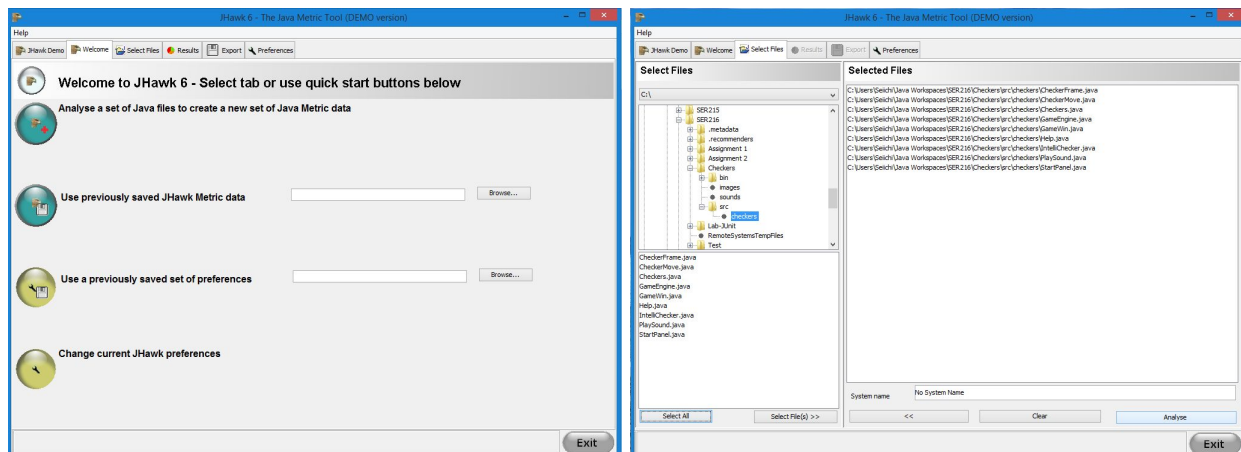 JHawk 6 - The Java Metric Tool (DEMO version)
Help
JHawk Demo Welcome Select Files Results Export Preferences
Welcome to JHawk 6 - Select tab or use quick start buttons below
Analyse a set of Java files to create a new set of Java Metric data
Use previously saved JHawk Metric data Browse...
Use a previously saved set of preferences Browse...
Change current JHawk preferences
Exit
JHawk 6 - The Java Metric Tool (DEMO version)
Help
JHawk Demo Welcome Select Files Results Export Preferences
Select Files
C:\
SER215
SER216
.metadata
.recommenders
Assignment 1
Assignment 2
Checkers
bin
images
sounds
src
checkers
Lab-JUnit
RemoteSystemsTempFiles
Test
CheckerFrame.java
CheckerMove.java
Checkers.java
GameEngine.java
GameWin.java
Help.java
IntelliChecker.java
PlaySound.java
StartPanel.java
Select All Select File(s) >>
Selected Files
C:\Users\Seiichi\Java Workspaces\SER216\Checkers\src\checkers\CheckerFrame.java
C:\Users\Seiichi\Java Workspaces\SER216\Checkers\src\checkers\CheckerMove.java
C:\Users\Seiichi\Java Workspaces\SER216\Checkers\src\checkers\Checkers.java
C:\Users\Seiichi\Java Workspaces\SER216\Checkers\src\checkers\GameEngine.java
C:\Users\Seiichi\Java Workspaces\SER216\Checkers\src\checkers\GameWin.java
C:\Users\Seiichi\Java Workspaces\SER216\Checkers\src\checkers\Help.java
C:\Users\Seiichi\Java Workspaces\SER216\Checkers\src\checkers\IntelliChecker.java
C:\Users\Seiichi\Java Workspaces\SER216\Checkers\src\checkers\PlaySound.java
C:\Users\Seiichi\Java Workspaces\SER216\Checkers\src\checkers\StartPanel.java
System name No System Name
<< Clear Analyse
Exit